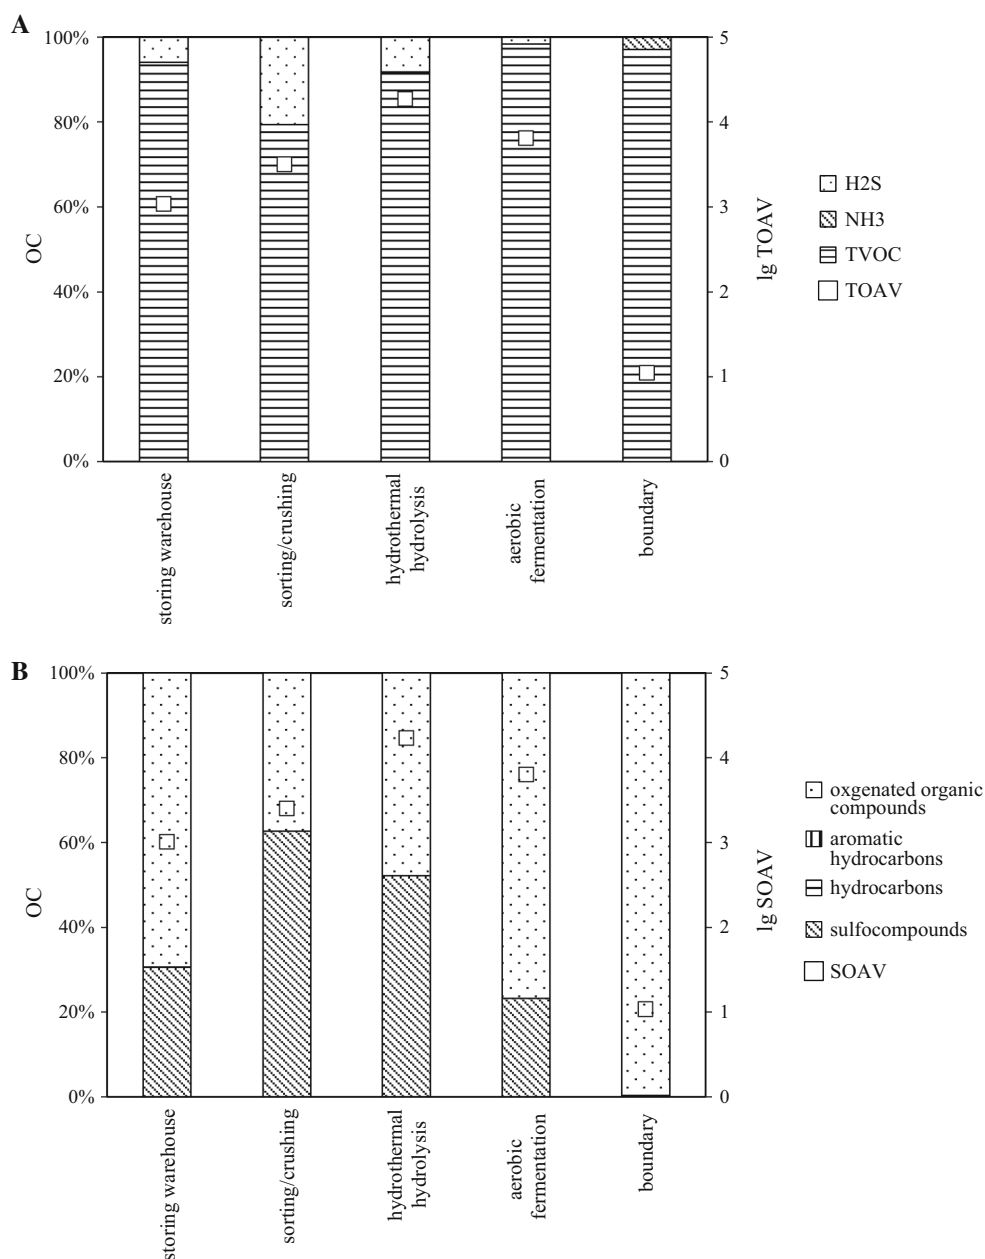 A
100%
80%
60%
40%
20%
0%
OC
5
4
3
2
1
0
lg TOAV
H2S
NH3
TVOC
TOAV
storing warehouse
sorting/crushing
hydrothermal
hydrolysis
aerobic
fermentation
boundary
B
100%
80%
60%
40%
20%
0%
OC
5
4
3
2
1
0
lg SOAV
oxgenated organic
compounds
aromatic
hydrocarbons
hydrocarbons
sulfocompounds
SOAV
storing warehouse
sorting/crushing
hydrothermal
hydrolysis
aerobic
fermentation
boundary